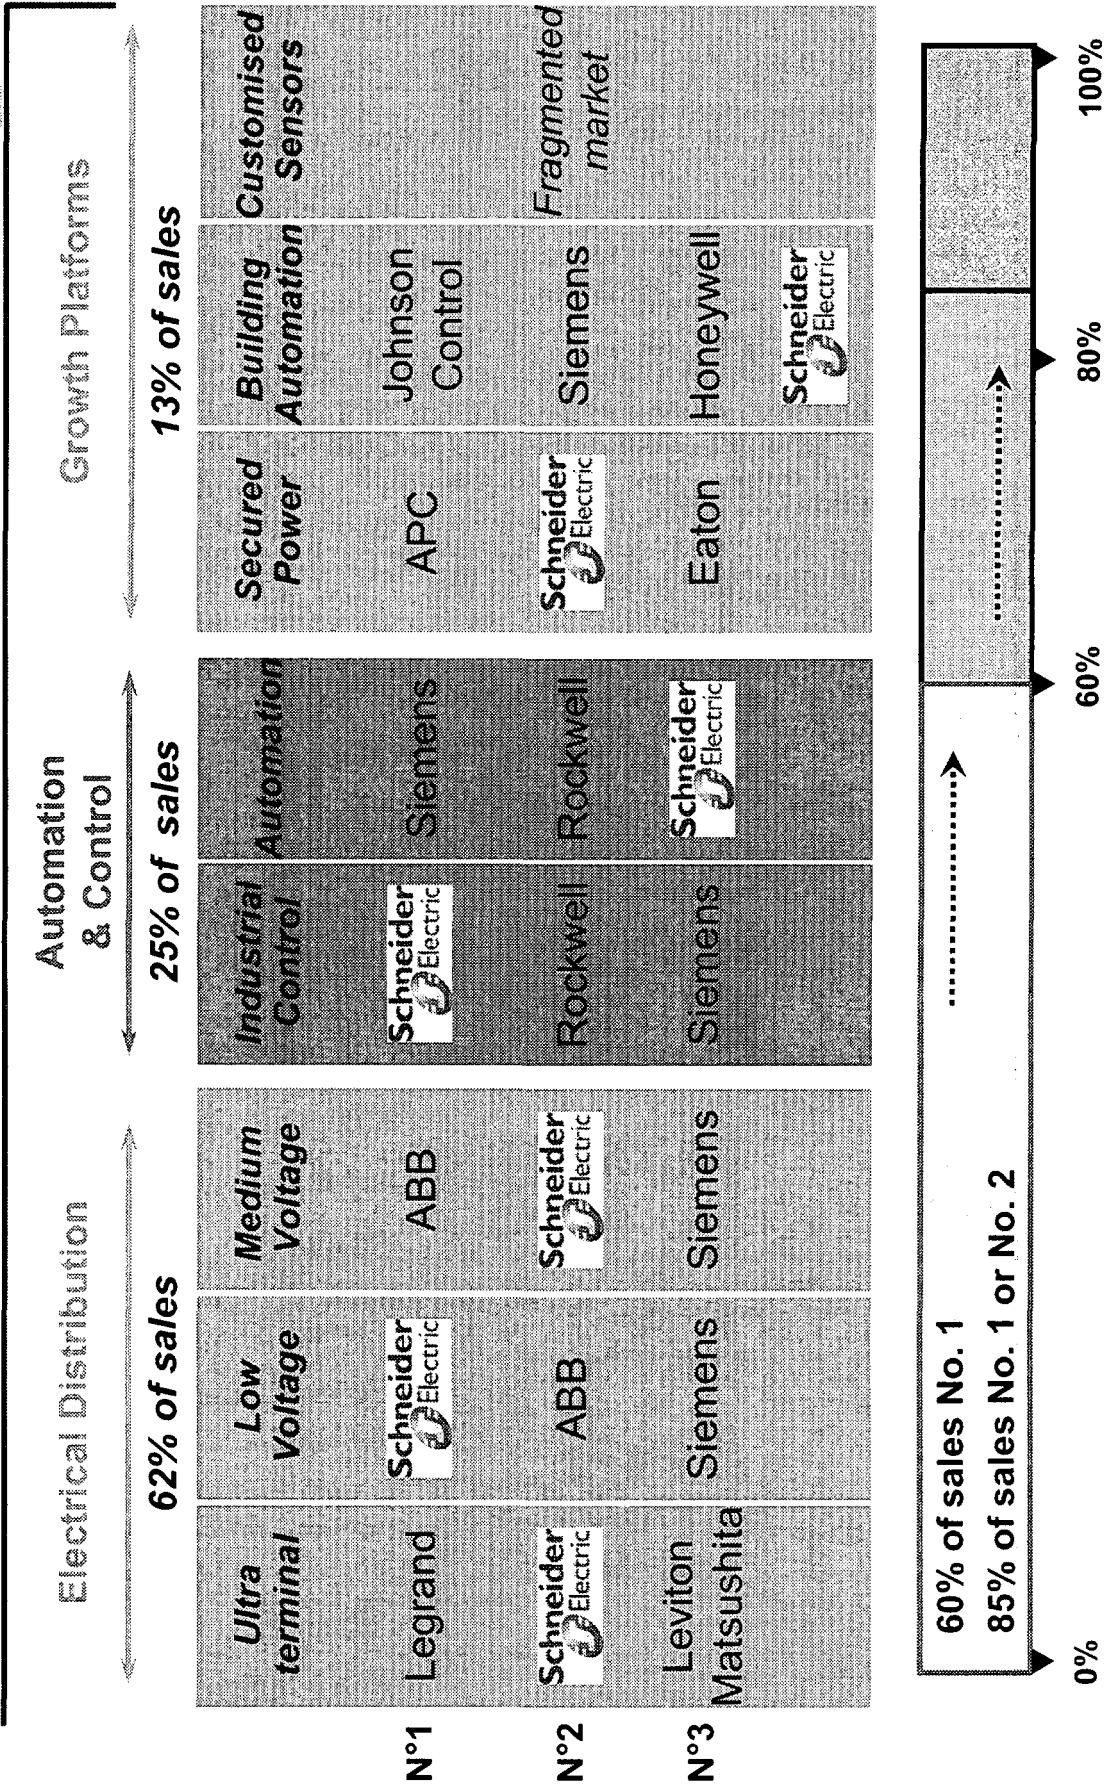 Electrical Distribution
Automation
& Control
Growth Platforms
62% of sales
25% of sales
13% of sales
Ultra
terminal
Low
Voltage
Medium
Voltage
Industrial
Control
Automation
Secured
Power
Building
Automation
Customised
Sensors
N°1
Legrand
Schneider
Electric
ABB
Schneider
Electric
Siemens
APC
Johnson
Control
N°2
Schneider
Electric
ABB
Schneider
Electric
Rockwell
Rockwell
Schneider
Electric
Siemens
Fragmented
market
N°3
Leviton
Matsushita
Siemens
Siemens
Siemens
Schneider
Electric
Eaton
Honeywell
Schneider
Electric
60% of sales No. 1
85% of sales No. 1 or No. 2
0%
60%
80%
100%